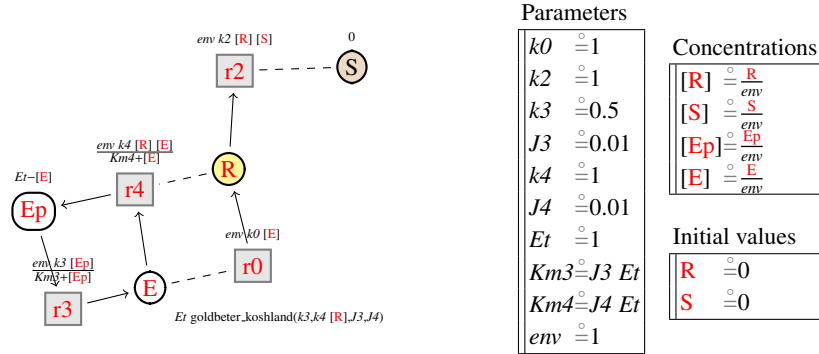 0
env k2 [R] [S]
r2
S
env k4 [R] [E]
Km4+[E]
R
r4
Et−[E]
Ep
env k0 [E]
env k3 [Ep]
Km3+[Ep]
r0
E
r3
Et goldbeter_koshland(k3,k4 [R],J3,J4)
Parameters
k0 ≗1
k2 ≗1
k3 ≗0.5
J3 ≗0.01
k4 ≗1
J4 ≗0.01
Et ≗1
Km3≗J3 Et
Km4≗J4 Et
env ≗1
Concentrations
[R] ≗ R/env
[S] ≗ S/env
[Ep]≗ Ep/env
[E] ≗ E/env
Initial values
R ≗0
S ≗0